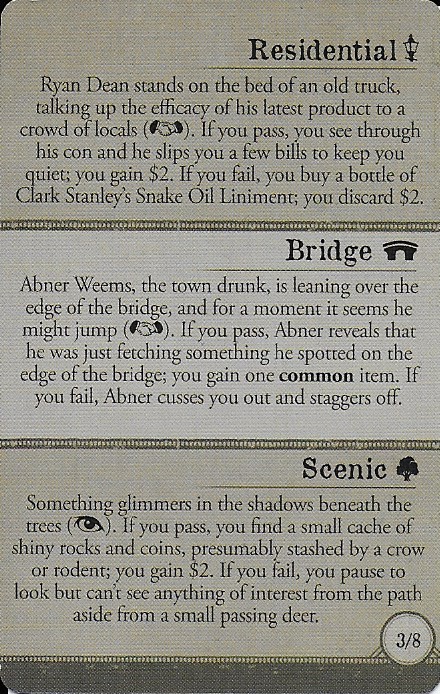 Residential
Ryan Dean stands on the bed of an old truck,
talking up the efficacy of his latest product to a
crowd of locals (). If you pass, you see through
his con and he slips you a few bills to keep you
quiet; you gain $2. If you fail, you buy a bottle of
Clark Stanley's Snake Oil Liniment; you discard $2.
Bridge
Abner Weems, the town drunk, is leaning over the
edge of the bridge, and for a moment it seems he
might jump (). If you pass, Abner reveals that
he was just fetching something he spotted on the
edge of the bridge; you gain one common item. If
you fail, Abner cusses you out and staggers off.
Scenic
Something glimmers in the shadows beneath the
trees (). If you pass, you find a small cache of
shiny rocks and coins, presumably stashed by a crow
or rodent; you gain $2. If you fail, you pause to
look but can't see anything of interest from the path
aside from a small passing deer.
3/8